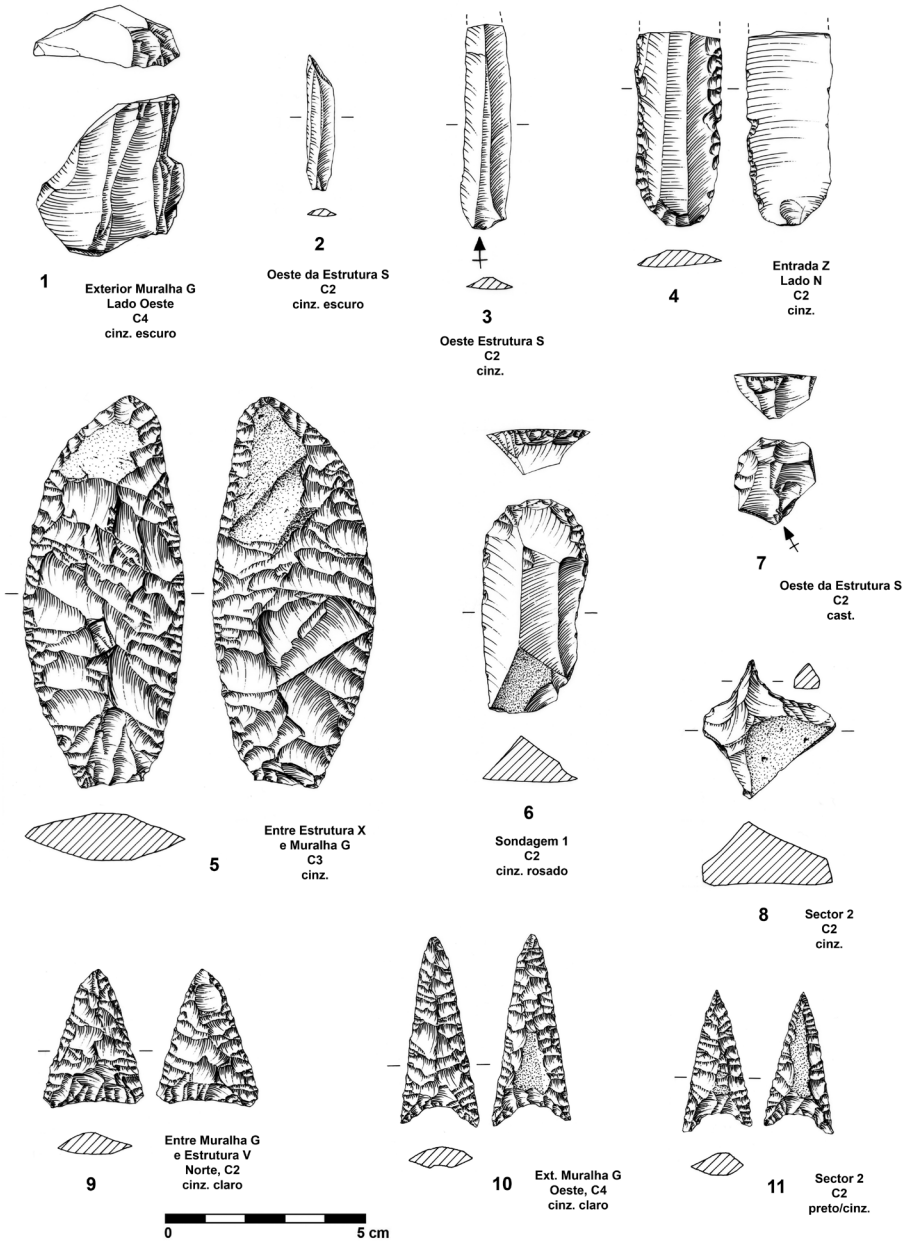 1
Exterior Muralha G
Lado Oeste
C4
cinz. escuro
2
Oeste da Estrutura S
C2
cinz. escuro
3
Oeste Estrutura S
C2
cinz.
4
Entrada Z
Lado N
C2
cinz.
5
Entre Estrutura X
e Muralha G
C3
cinz.
6
Sondagem 1
C2
cinz rosado
7
Oeste da Estrutura S
C2
cast.
8
Sector 2
C2
cinz.
9
Entre Muralha G
e Estrutura V
Norte, C2
cinz. claro
10
Ext. Muralha G
Oeste, C4
cinz. claro
11
Sector 2
C2
preto/cinz.
0
5 cm